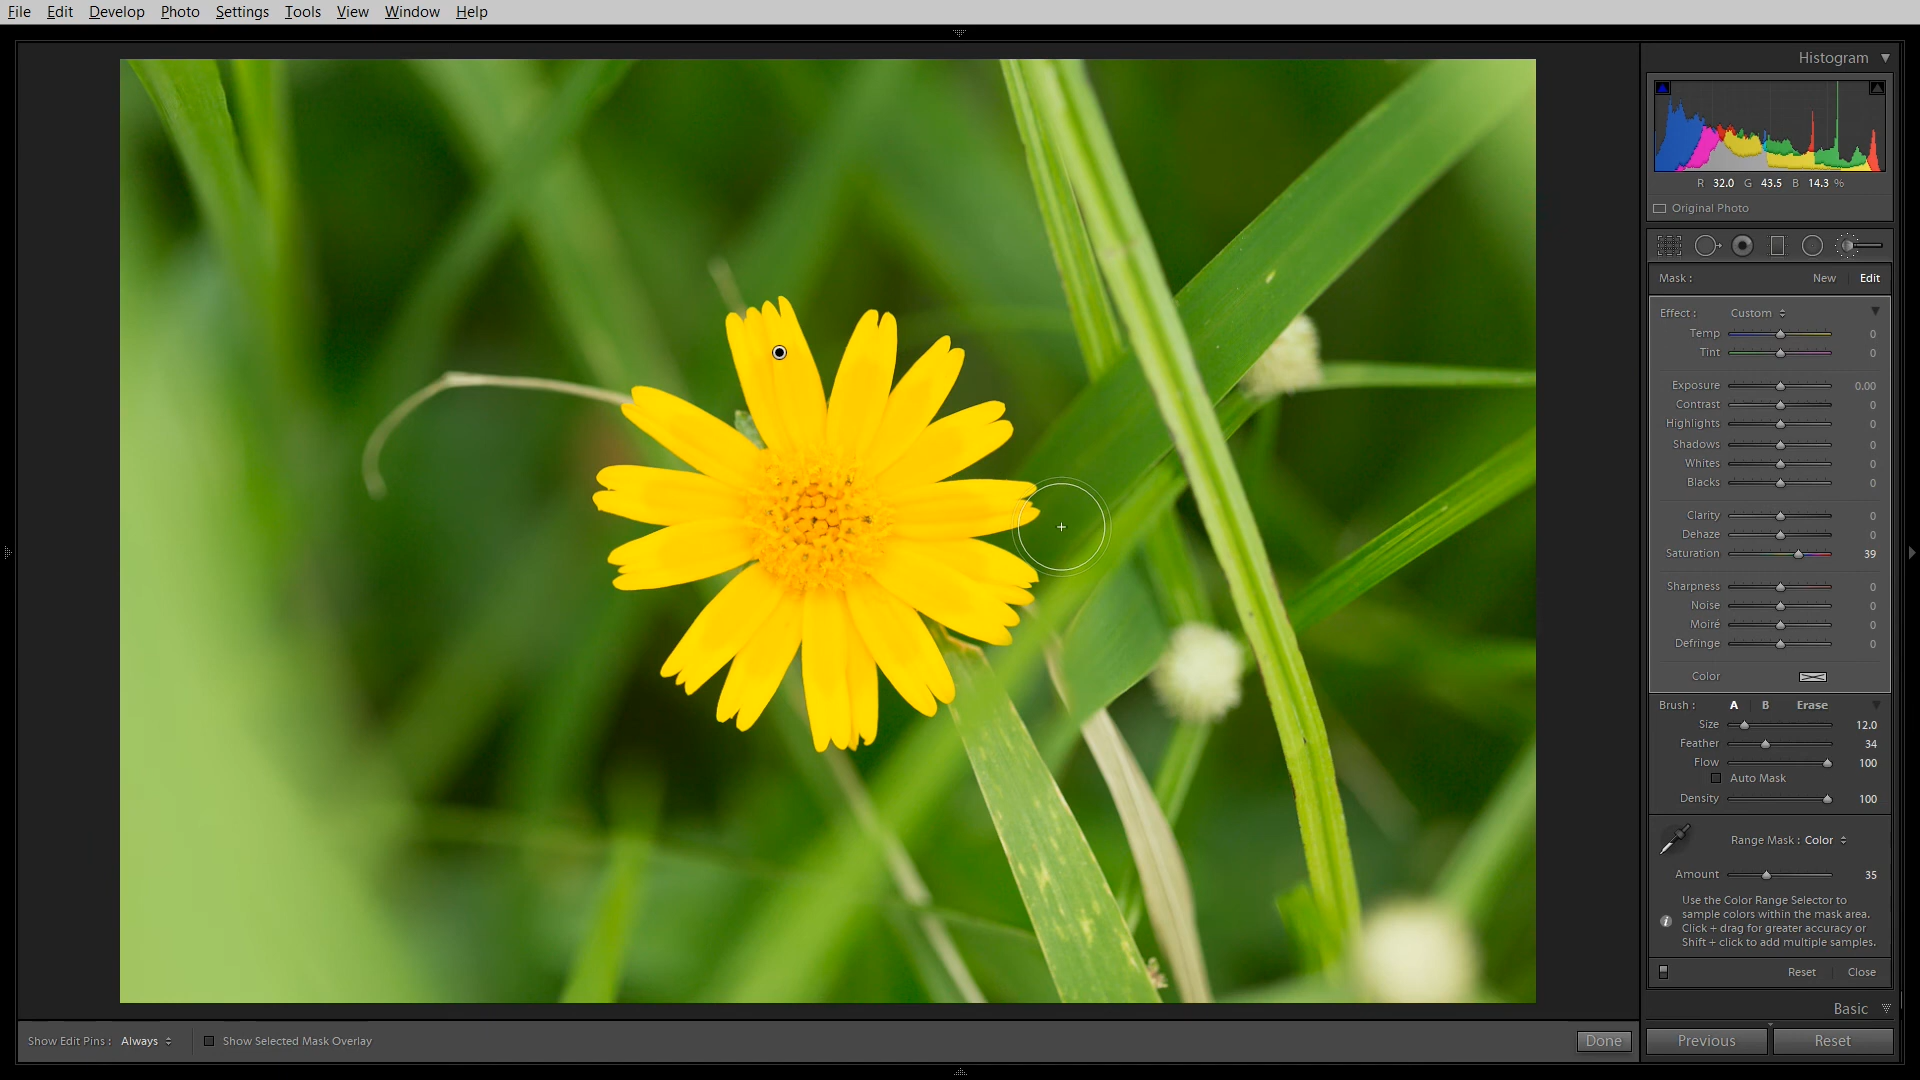 File Edit Develop Photo Settings Tools View Window Help
Histogram
R 32.0 G 43.5 B 14.3 %
Original Photo
Mask : New Edit
Effect : Custom
Temp 0
Tint 0
Exposure 0.00
Contrast 0
Highlights 0
Shadows 0
Whites 0
Blacks 0
Clarity 0
Dehaze 0
Saturation 39
Sharpness 0
Noise 0
Moiré 0
Defringe 0
Color
Brush : A B Erase
Size 12.0
Feather 34
Flow 100
Auto Mask
Density 100
Range Mask : Color
Amount 35
Use the Color Range Selector to
sample colors within the mask area.
Click + drag for greater accuracy or
Shift + click to add multiple samples.
Reset Close
Basic
Show Edit Pins : Always Show Selected Mask Overlay Done Previous Reset